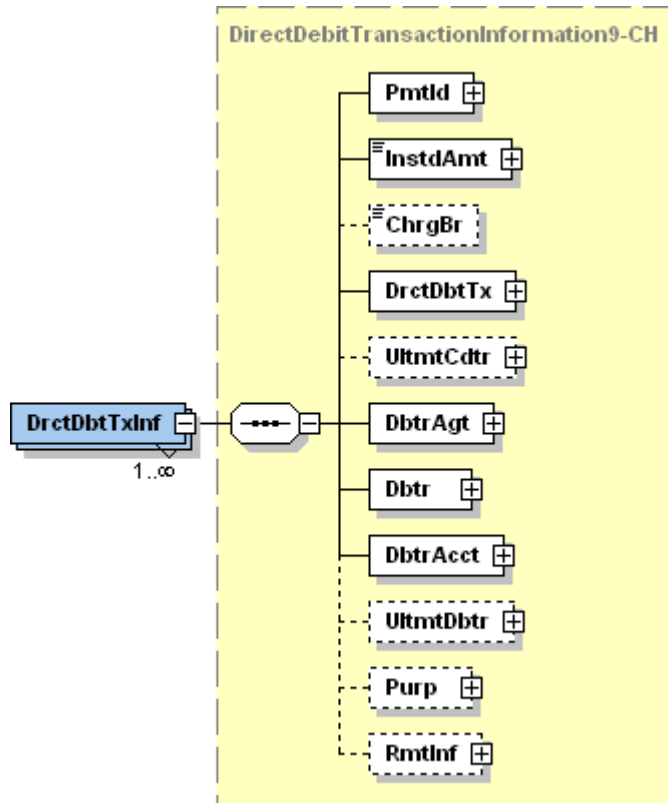 DirectDebitTransactionInformation9-CH
PmtId
InstdAmt
ChrgBr
DrctDbtTx
UltmtCdtr
DrctDbtTxInf
1..∞
DbtrAgt
Dbtr
DbtrAcct
UltmtDbtr
Purp
RmtInf